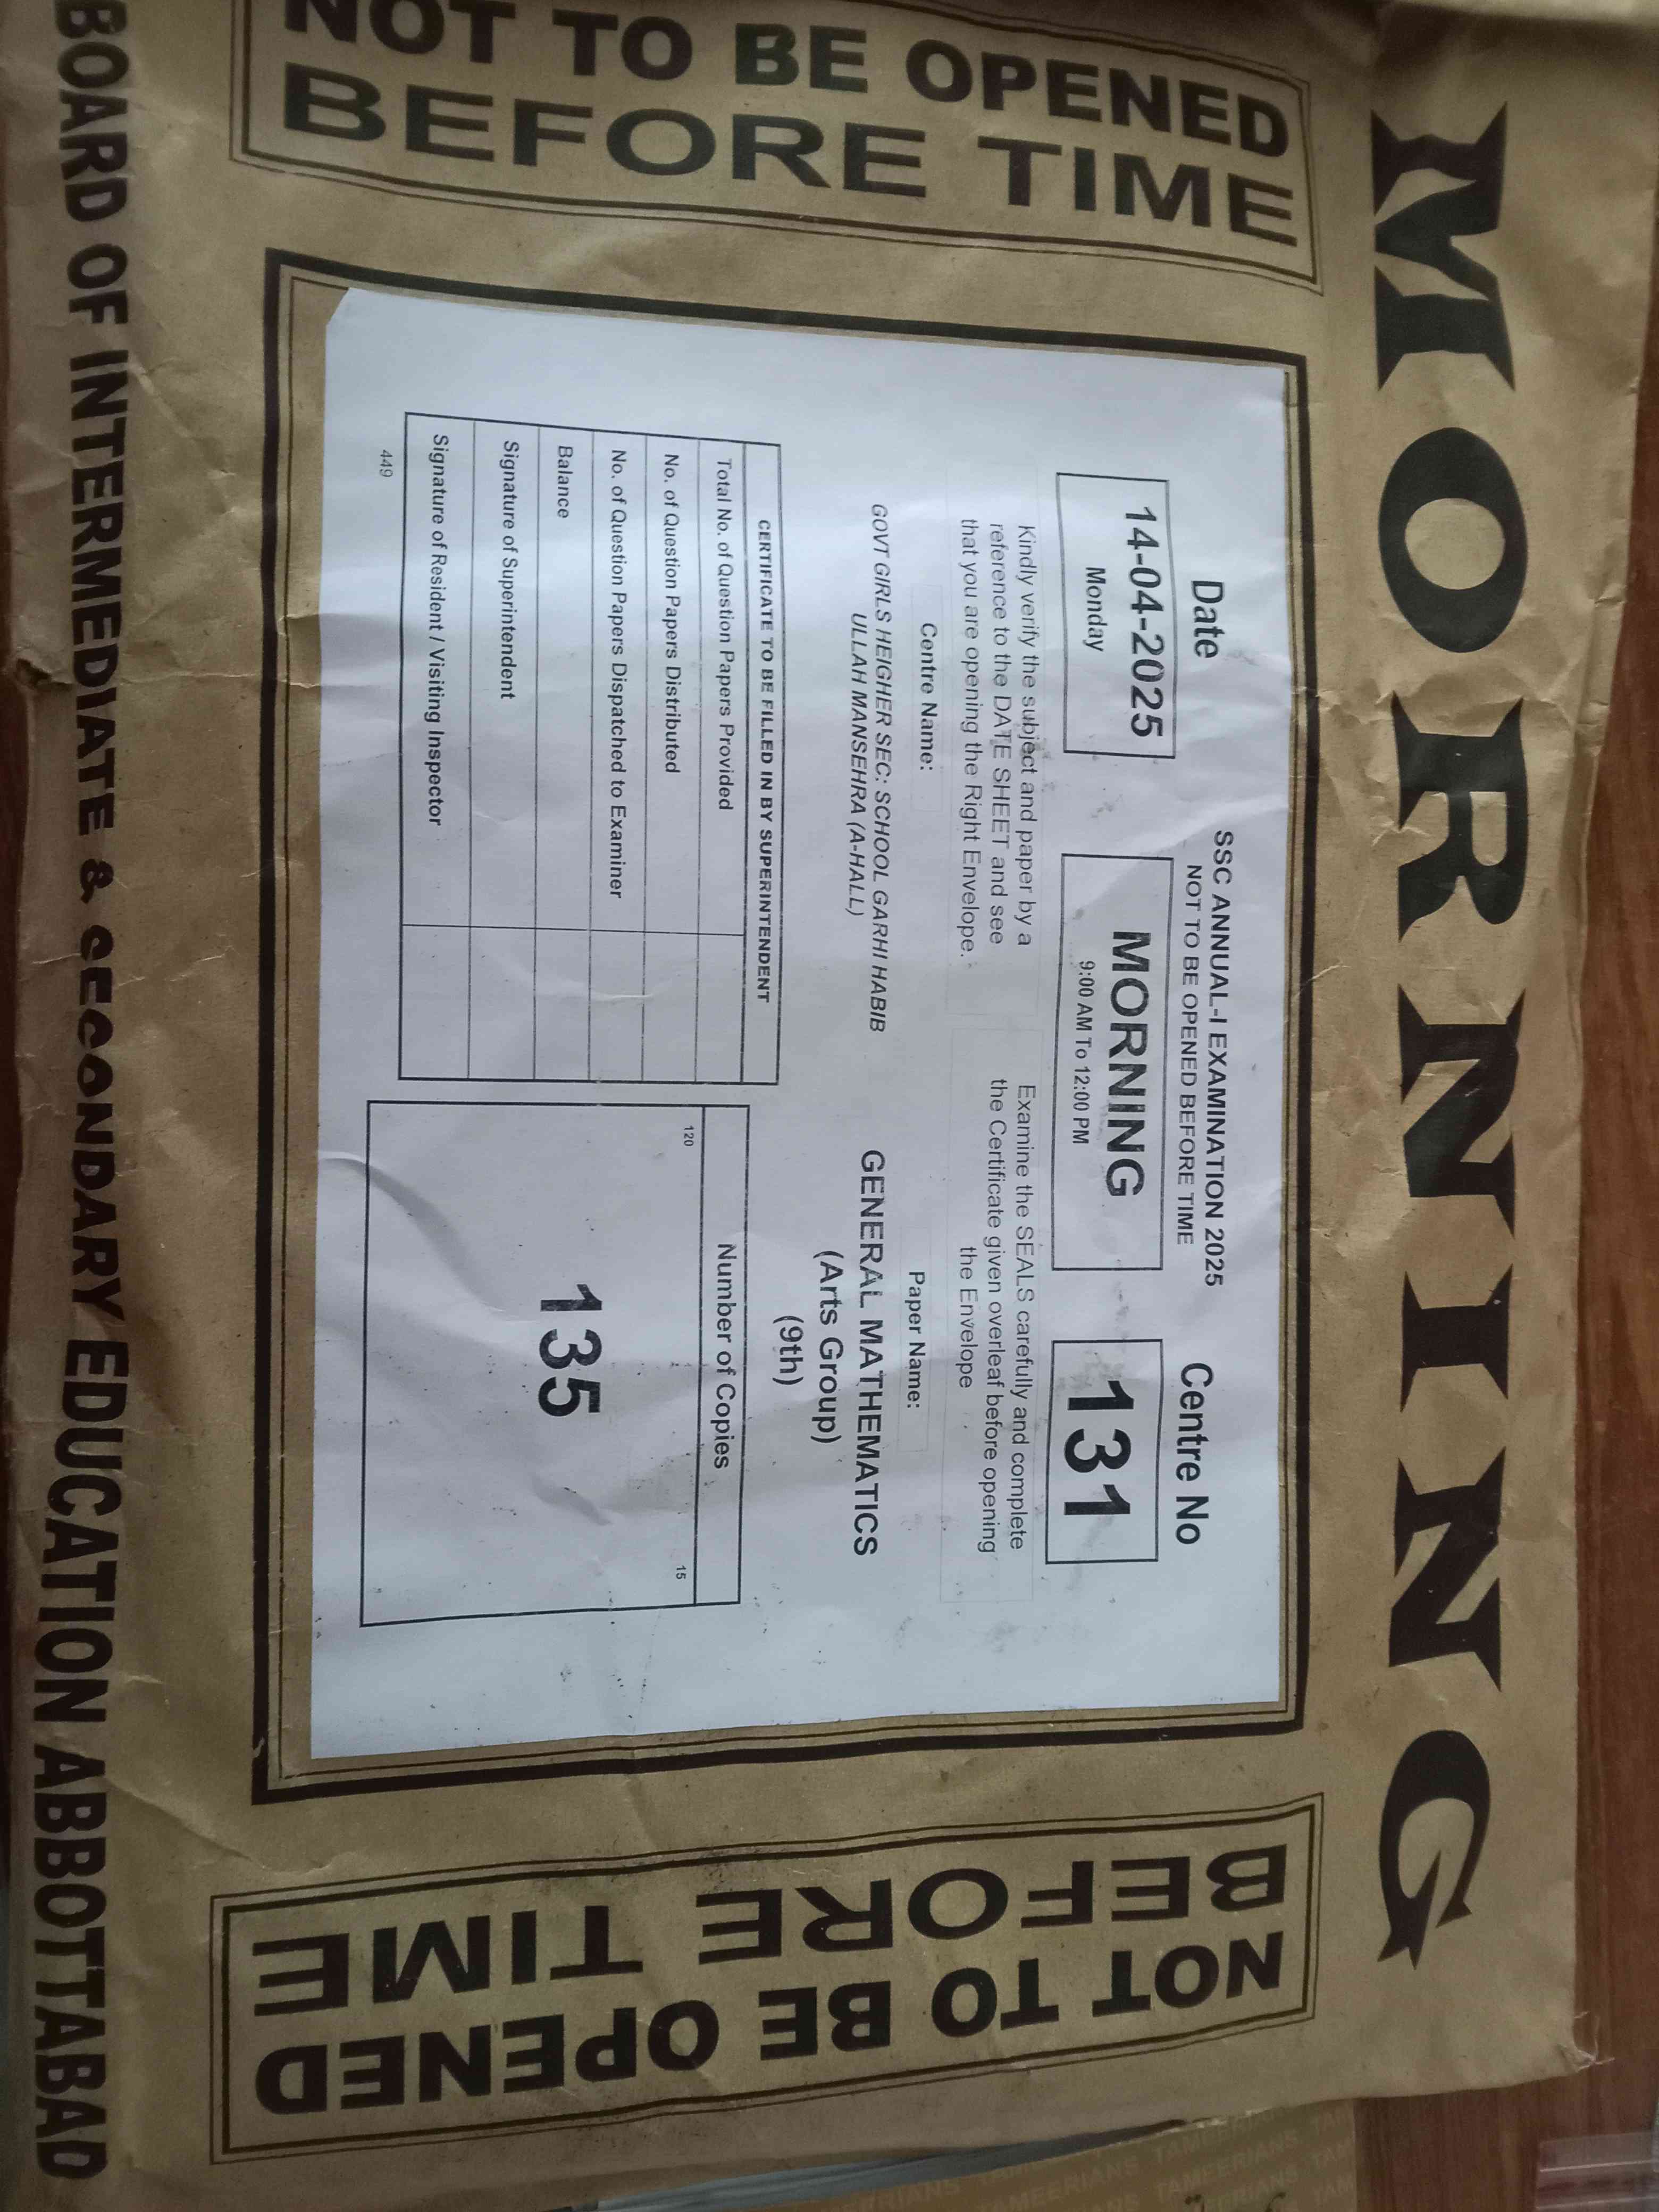 MORNING
NOT TO BE OPENED
BEFORE TIME
SSC ANNUAL-I EXAMINATION 2025
NOT TO BE OPENED BEFORE TIME
Date
14-04-2025
Monday
MORNING
9:00 AM To 12:00 PM
Centre No
131
Kindly verify the subject and paper by a
reference to the DATE SHEET and see
that you are opening the Right Envelope.
Examine the SEALS carefully and complete
the Certificate given overleaf before opening
the Envelope
Centre Name:
GOVT GIRLS HEIGHER SEC: SCHOOL GARHI HABIB
ULLAH MANSEHRA (A-HALL)
Paper Name:
GENERAL MATHEMATICS
(Arts Group)
(9th)
CERTIFICATE TO BE FILLED IN BY SUPERINTENDENT
Total No. of Question Papers Provided
No. of Question Papers Distributed
No. of Question Papers Dispatched to Examiner
Balance
Signature of Superintendent
Signature of Resident / Visiting Inspector
449
Number of Copies
120
15
135
NOT TO BE OPENED
BEFORE TIME
BOARD OF INTERMEDIATE & SECONDARY EDUCATION ABBOTTABAD
TAMEERIANS